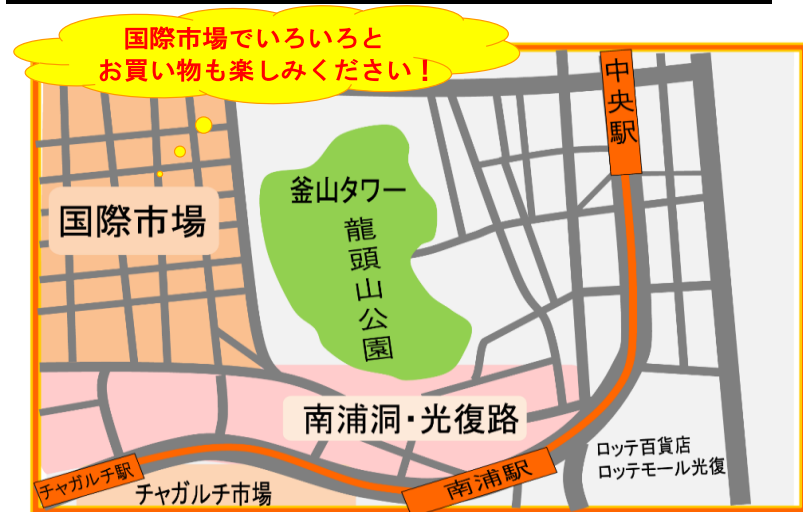 国際市場でいろいろと
お買い物も楽しみください！
中央駅
釜山タワー
龍頭山公園
国際市場
南浦洞・光復路
ロッテ百貨店
ロッテモール光復
南浦駅
チャガルチ駅
チャガルチ市場